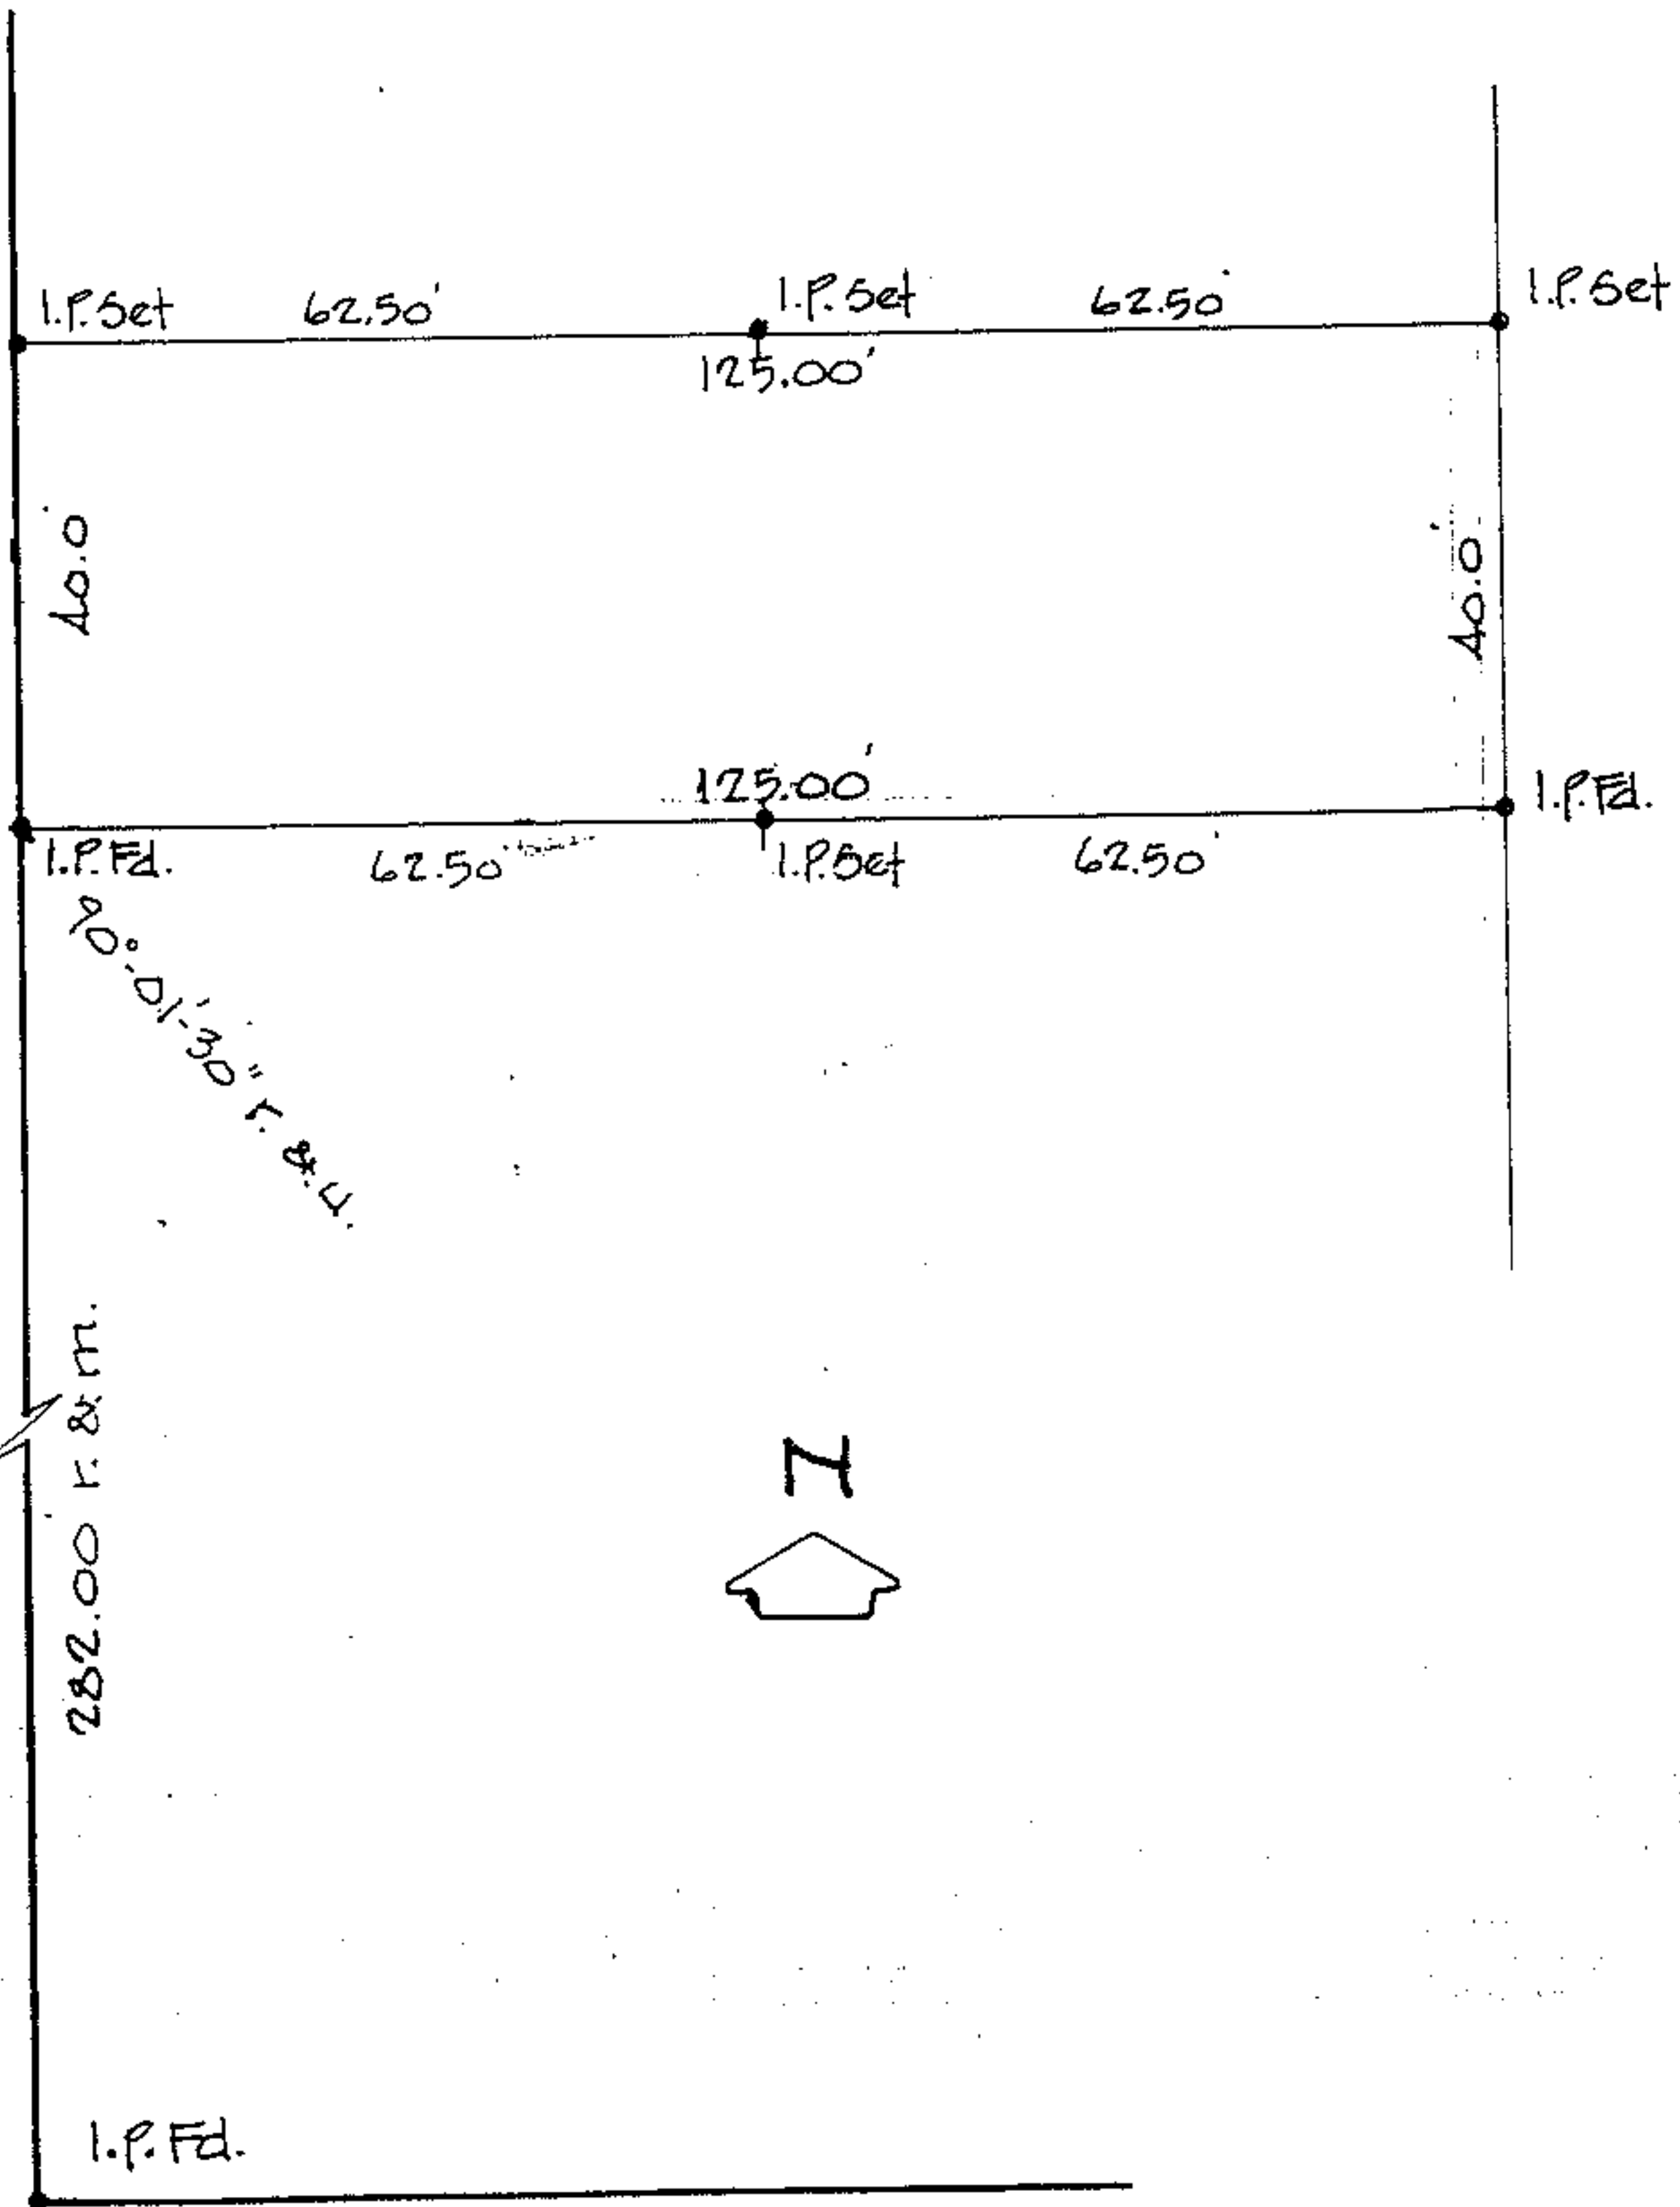 I.P. Set
62.50'
I.P. Set
62.50'
I.P. Set
125.00'
40.0'
40.0'
125.00'
I.P. Fd.
I.P. Fd.
62.50'
I.P. Set
62.50'
90°-01'-30" r. &
282.00' r. & m.
N
I.P. Fd.